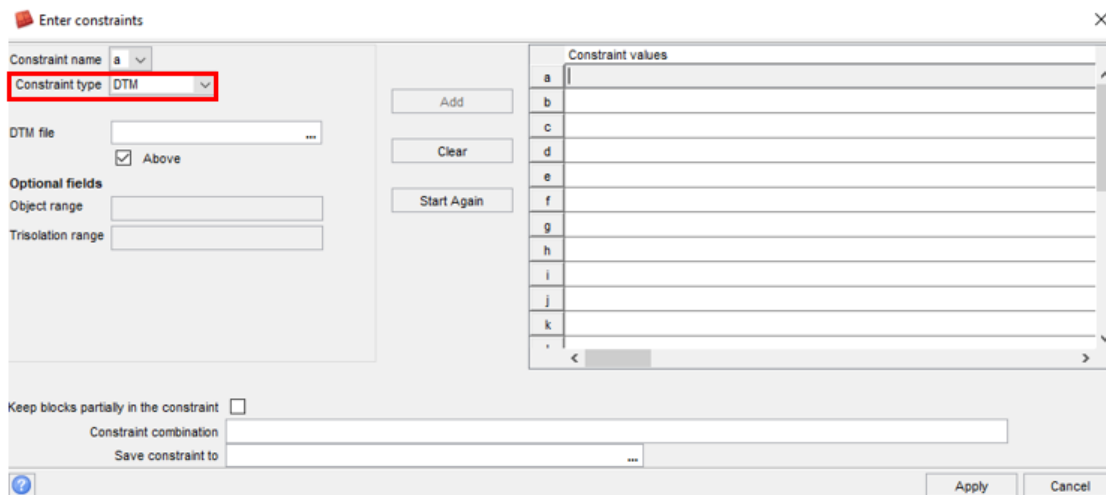 Enter constraints
Constraint name a
Constraint type DTM
DTM file ...
Above
Optional fields
Object range
Trisolation range
Add
Clear
Start Again
Constraint values
a
b
c
d
e
f
g
h
i
j
k
Keep blocks partially in the constraint
Constraint combination
Save constraint to ...
? Apply Cancel